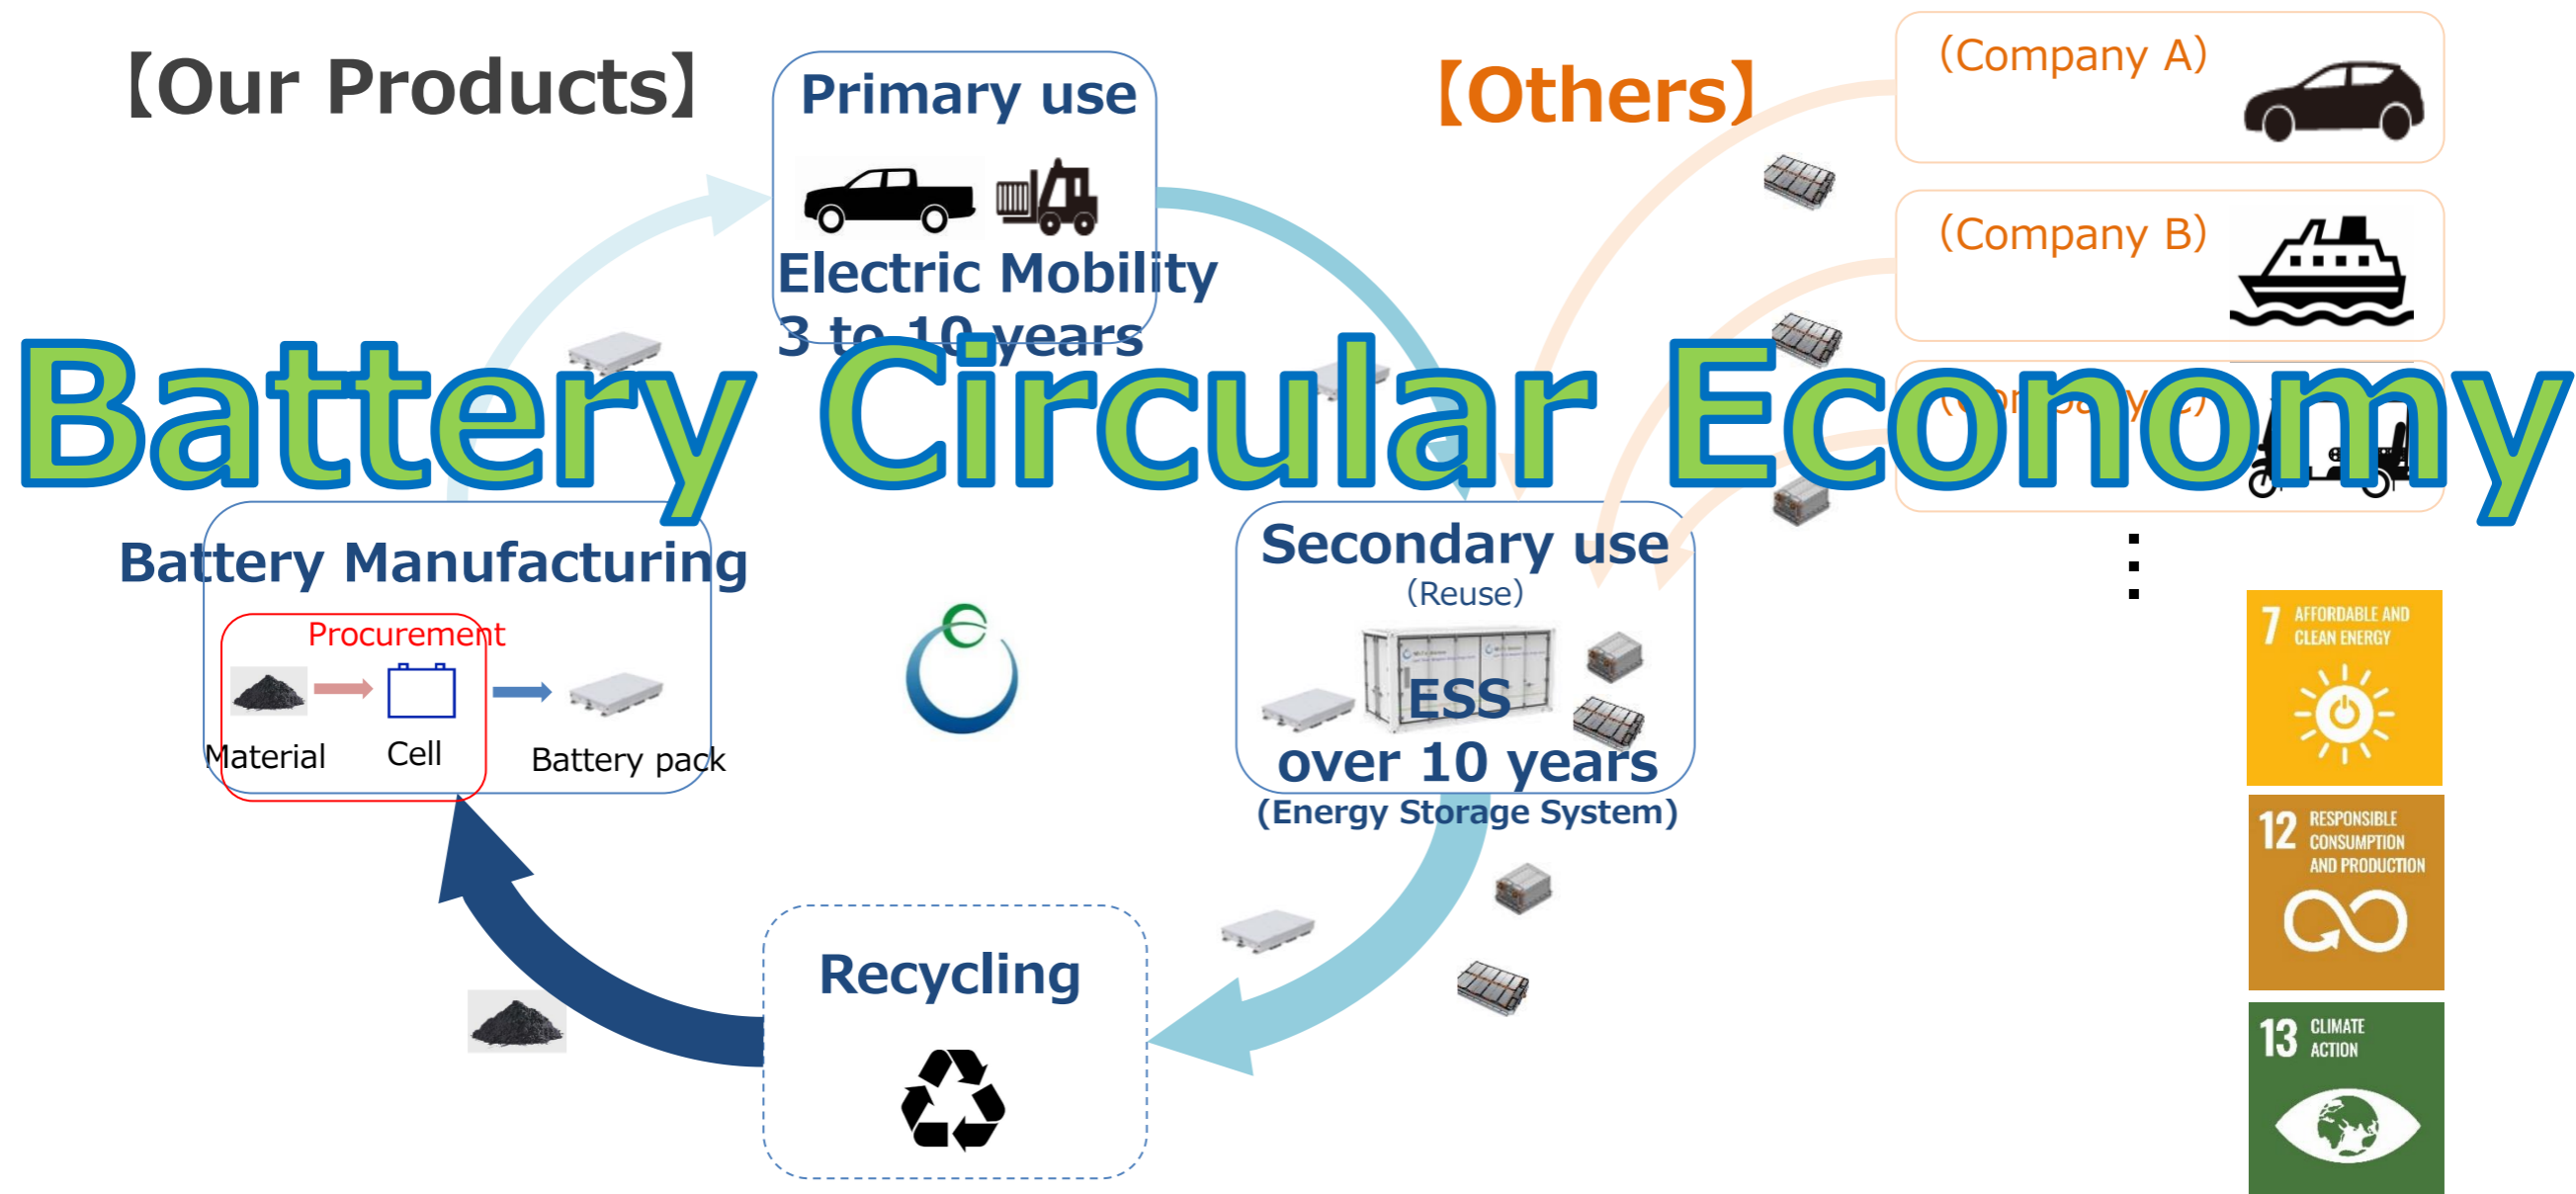 【Our Products】
Primary use
Electric Mobility
3 to 10 years
【Others】
(Company A)
(Company B)
(Company C)
Battery Circular Economy
Battery Manufacturing
Procurement
Material
Cell
Battery pack
Secondary use
(Reuse)
ESS
over 10 years
(Energy Storage System)
Recycling
7 AFFORDABLE AND
CLEAN ENERGY
12 RESPONSIBLE
CONSUMPTION
AND PRODUCTION
13 CLIMATE
ACTION